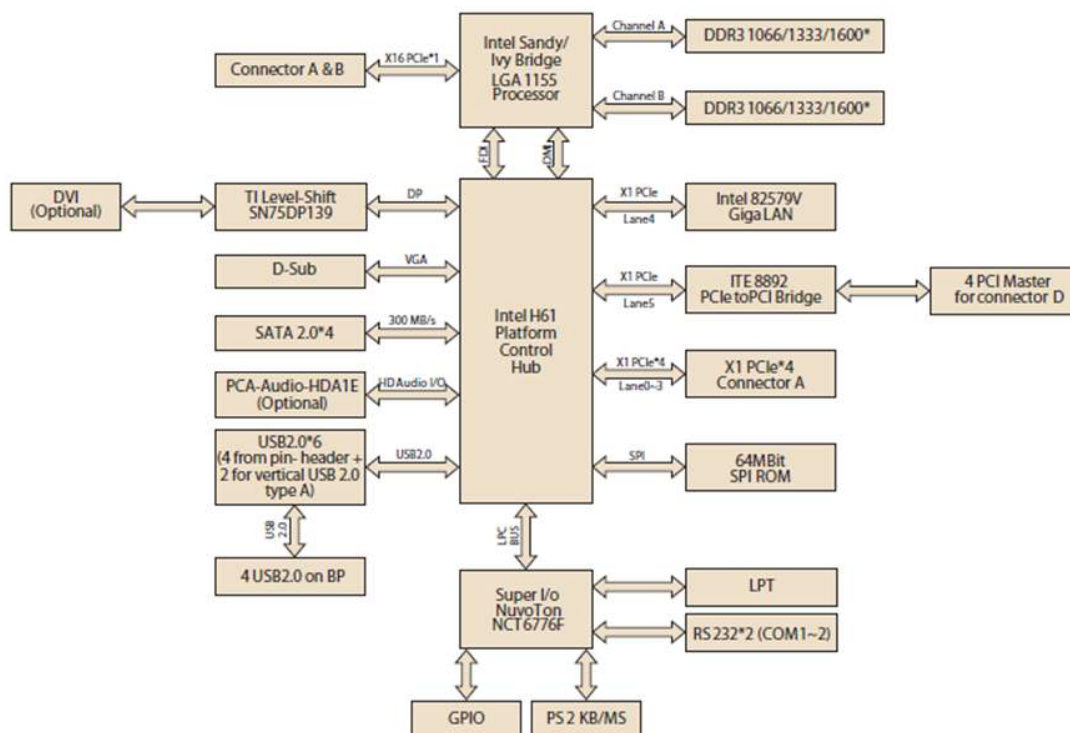 Intel Sandy/
Ivy Bridge
LGA 1155
Processor
Channel A
DDR3 1066/1333/1600*
Connector A & B
X16 PCIe*1
Channel B
DDR3 1066/1333/1600*
FDI
DMI
DVI
(Optional)
TI Level-Shift
SN75DP139
DP
X1 PCIe
Lane4
Intel 82579V
Giga LAN
D-Sub
VGA
X1 PCIe
Lane5
ITE 8892
PCIe toPCI Bridge
4 PCI Master
for connector D
Intel H61
Platform
Control
Hub
SATA 2.0*4
300 MB/s
PCA-Audio-HDA1E
(Optional)
HD Audio I/O
X1 PCIe*4
Lane0~3
X1 PCIe*4
Connector A
USB2.0*6
(4 from pin- header +
2 for vertical USB 2.0
type A)
USB2.0
SPI
64MBit
SPI ROM
USB
2.0
4 USB2.0 on BP
LPC
BUS
Super I/o
NuvoTon
NCT6776F
LPT
RS 232*2 (COM1~2)
GPIO
PS 2 KB/MS